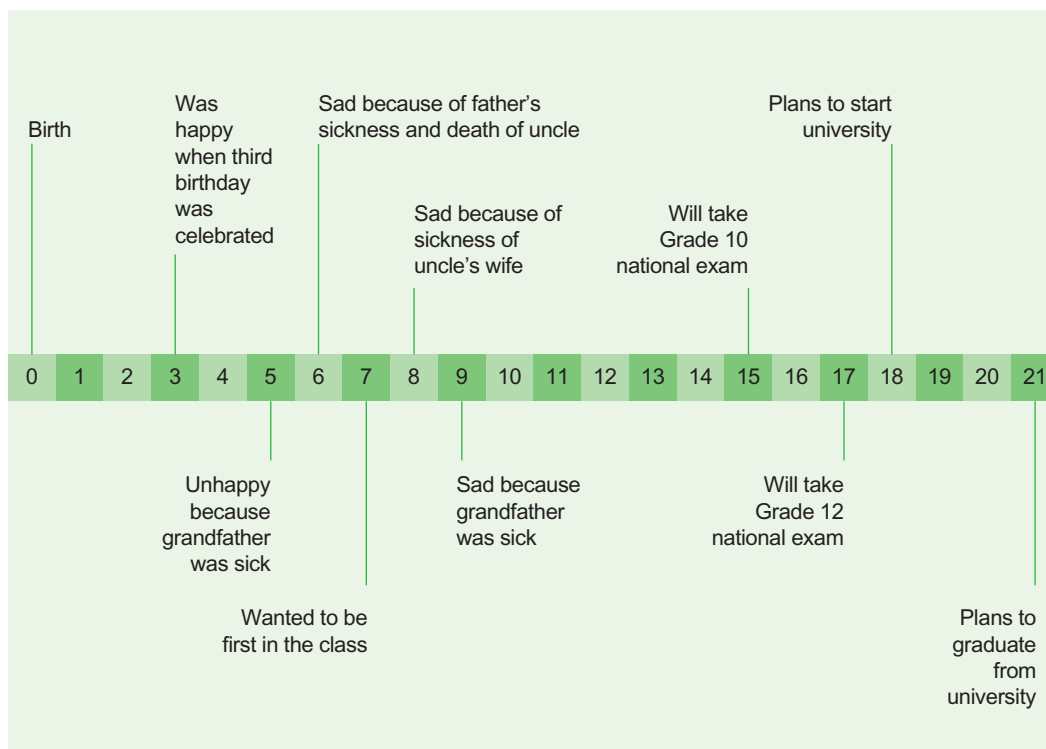 Birth
Was
happy
when third
birthday
was
celebrated
Sad because of father’s
sickness and death of uncle
Sad because of
sickness of
uncle’s wife
Will take
Grade 10
national exam
Plans to start
university
0 1 2 3 4 5 6 7 8 9 10 11 12 13 14 15 16 17 18 19 20 21
Unhappy
because
grandfather
was sick
Wanted to be
first in the class
Sad because
grandfather
was sick
Will take
Grade 12
national exam
Plans to
graduate
from
university